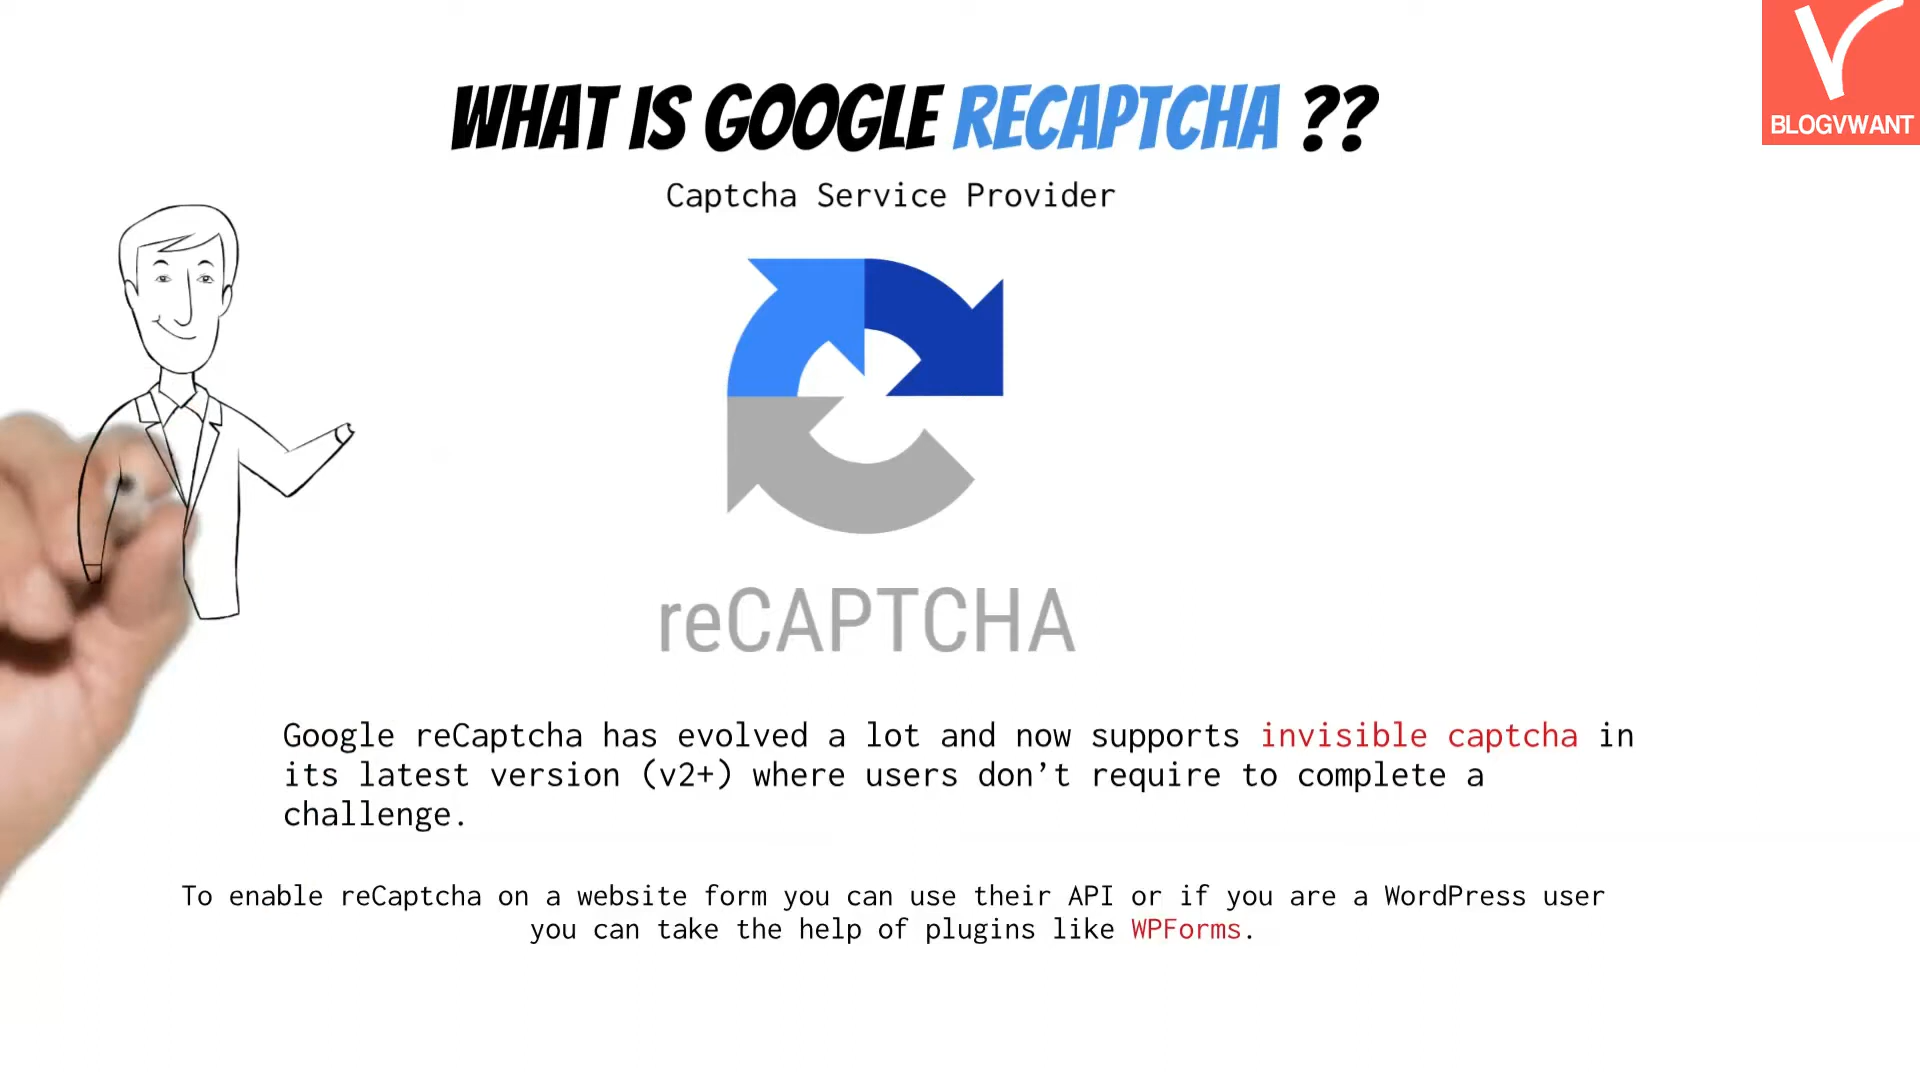 BLOGVWANT
WHAT IS GOOGLE RECAPTCHA ??
Captcha Service Provider
reCAPTCHA
Google reCaptcha has evolved a lot and now supports invisible captcha in
its latest version (v2+) where users don’t require to complete a
challenge.
To enable reCaptcha on a website form you can use their API or if you are a WordPress user
you can take the help of plugins like WPForms.